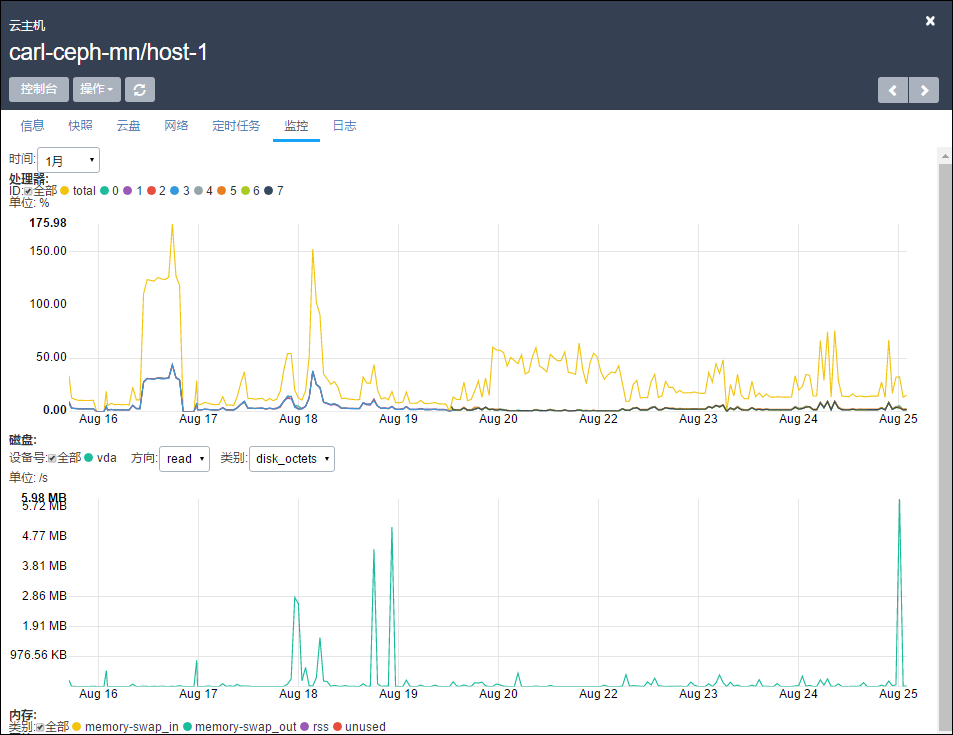 云主机
carl-ceph-mn/host-1
控制台 操作
信息 快照 云盘 网络 定时任务 监控 日志
时间: 1月
处理器:
ID: 全部 total 0 1 2 3 4 5 6 7
单位: %
175.98
150.00
100.00
50.00
0.00
Aug 16 Aug 17 Aug 18 Aug 19 Aug 20 Aug 22 Aug 23 Aug 24 Aug 25
磁盘:
设备号: 全部 vda 方向: read 类别: disk_octets
单位: /s
5.98 MB
5.72 MB
4.77 MB
3.81 MB
2.86 MB
1.91 MB
976.56 KB
Aug 16 Aug 17 Aug 18 Aug 19 Aug 20 Aug 22 Aug 23 Aug 24 Aug 25
内存:
类别: 全部 memory-swap_in memory-swap_out rss unused